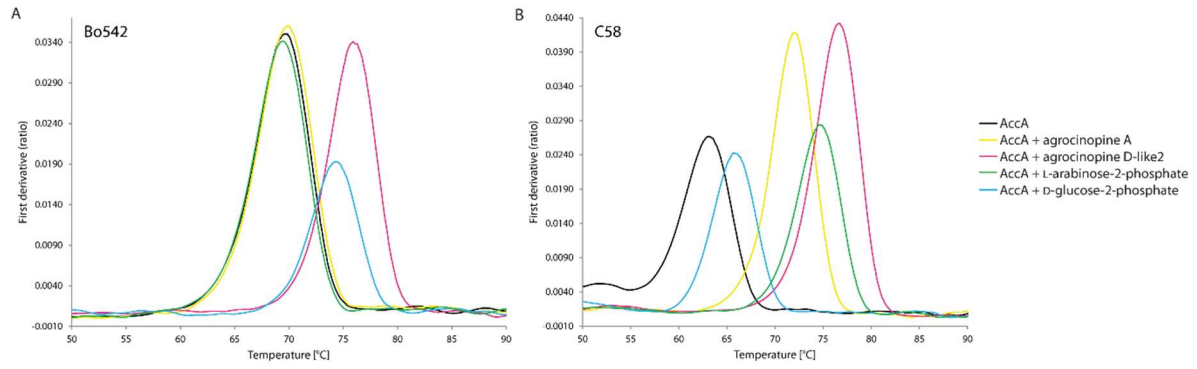 A
Bo542
First derivative (ratio)
0.0340
0.0290
0.0240
0.0190
0.0140
0.0090
0.0040
-0.0010
50 55 60 65 70 75 80 85 90
Temperature [°C]
B
C58
First derivative (ratio)
0.0440
0.0390
0.0340
0.0290
0.0240
0.0190
0.0140
0.0090
0.0040
-0.0010
50 55 60 65 70 75 80 85 90
Temperature [°C]
AccA
AccA + agrocinopine A
AccA + agrocinopine D-like2
AccA + L-arabinose-2-phosphate
AccA + D-glucose-2-phosphate